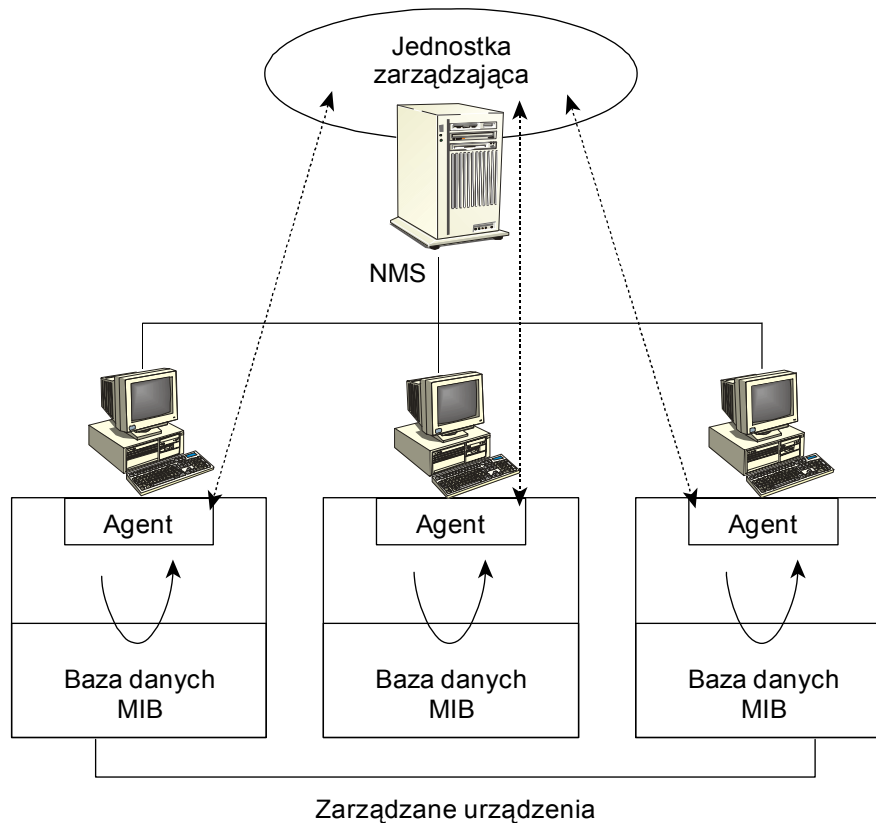 Jednostka
zarządzająca
NMS
Agent
Agent
Agent
Baza danych
MIB
Baza danych
MIB
Baza danych
MIB
Zarządzane urządzenia